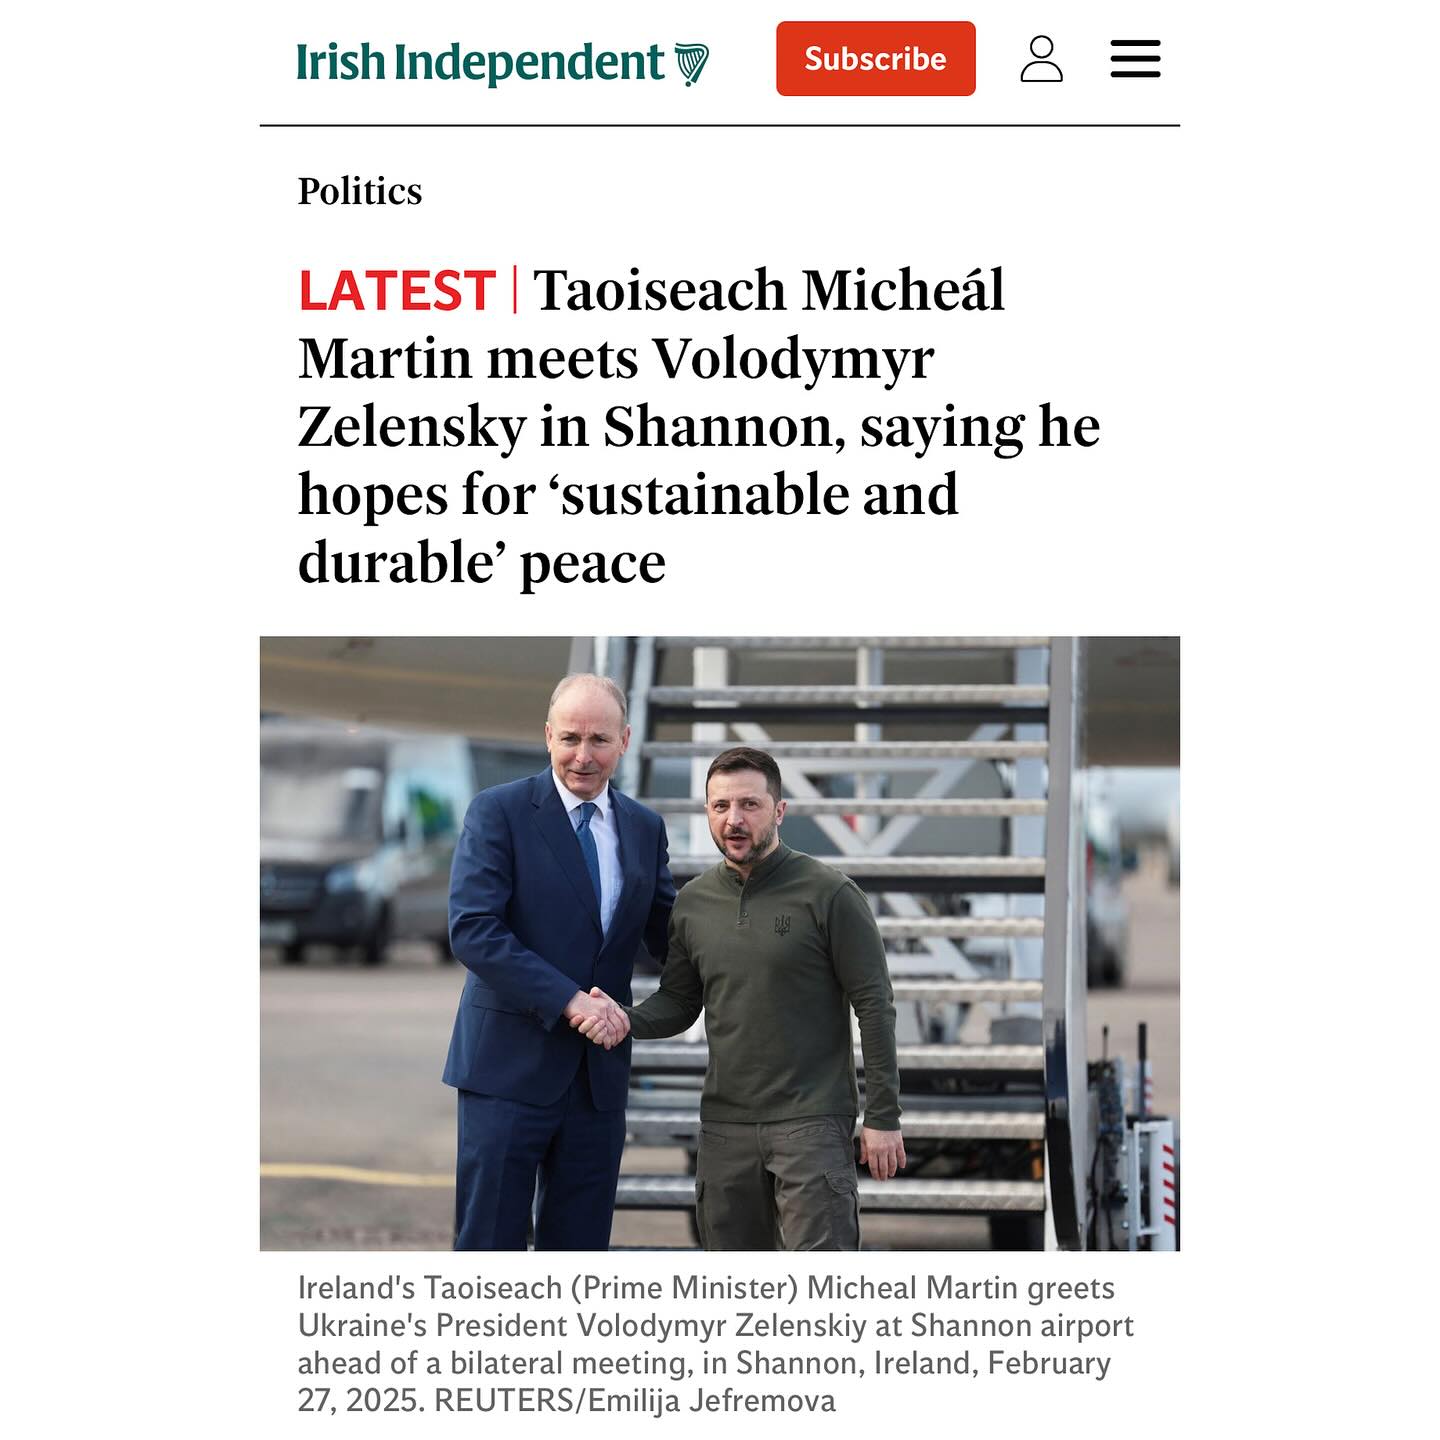 Irish Independent
Subscribe
Politics
LATEST | Taoiseach Micheál
Martin meets Volodymyr
Zelensky in Shannon, saying he
hopes for ‘sustainable and
durable’ peace
Ireland's Taoiseach (Prime Minister) Micheal Martin greets
Ukraine's President Volodymyr Zelenskiy at Shannon airport
ahead of a bilateral meeting, in Shannon, Ireland, February
27, 2025. REUTERS/Emilija Jefremova